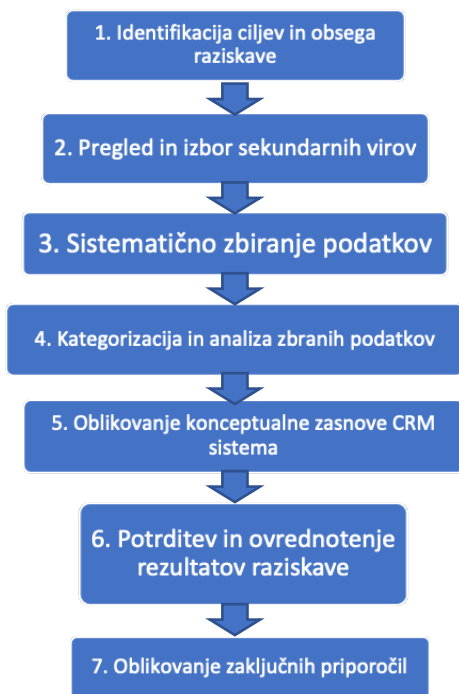 1. Identifikacija ciljev in obsega
raziskave
2. Pregled in izbor sekundarnih virov
3. Sistematično zbiranje podatkov
4. Kategorizacija in analiza zbranih podatkov
5. Oblikovanje konceptualne zasnove CRM
sistema
6. Potrditev in ovrednotenje
rezultatov raziskave
7. Oblikovanje zaključnih priporočil